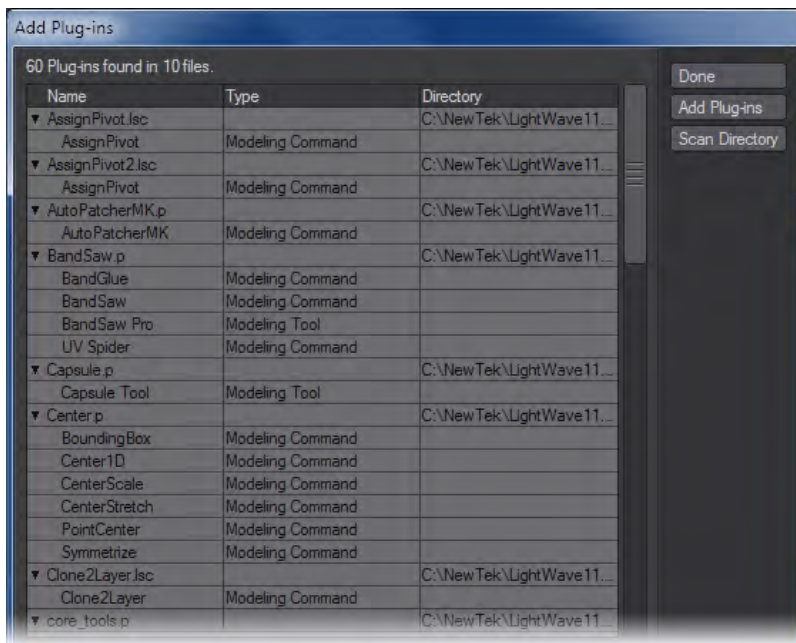 Add Plug-ins
60 Plug-ins found in 10 files.
Name Type Directory
AssignPivot.lsc C:\NewTek\LightWave11...
AssignPivot Modeling Command
AssignPivot2.lsc C:\NewTek\LightWave11...
AssignPivot Modeling Command
AutoPatcherMK.p C:\NewTek\LightWave11...
AutoPatcherMK Modeling Command
BandSaw.p C:\NewTek\LightWave11...
BandGlue Modeling Command
BandSaw Modeling Command
BandSaw Pro Modeling Tool
UV Spider Modeling Command
Capsule.p C:\NewTek\LightWave11...
Capsule Tool Modeling Tool
Center.p C:\NewTek\LightWave11...
BoundingBox Modeling Command
Center1D Modeling Command
CenterScale Modeling Command
CenterStretch Modeling Command
PointCenter Modeling Command
Symmetrize Modeling Command
Clone2Layer.lsc C:\NewTek\LightWave11...
Clone2Layer Modeling Command
core_tools.p C:\NewTek\LightWave11...
Done
Add Plug-ins
Scan Directory